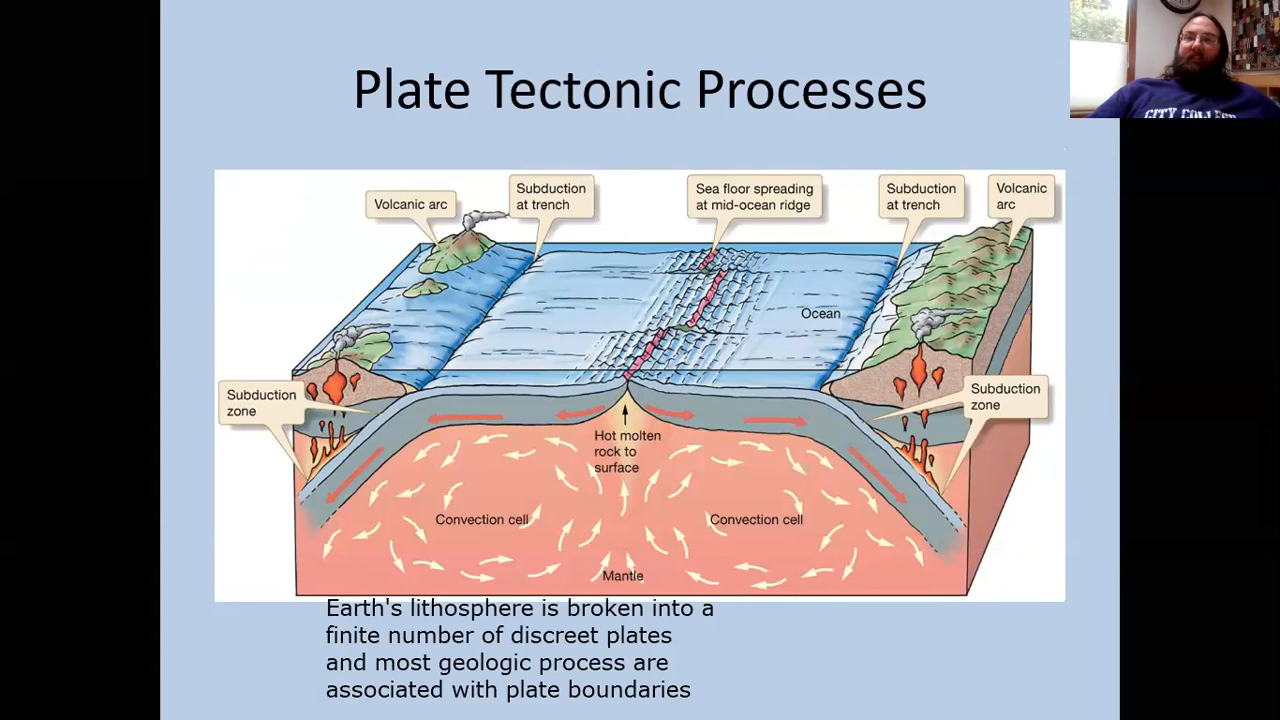 Plate Tectonic Processes
CITY COLLEGE
Volcanic arc
Subduction
at trench
Sea floor spreading
at mid-ocean ridge
Subduction
at trench
Volcanic
arc
Ocean
Subduction
zone
Subduction
zone
Hot molten
rock to
surface
Convection cell
Convection cell
Mantle
Earth's lithosphere is broken into a
finite number of discreet plates
and most geologic process are
associated with plate boundaries